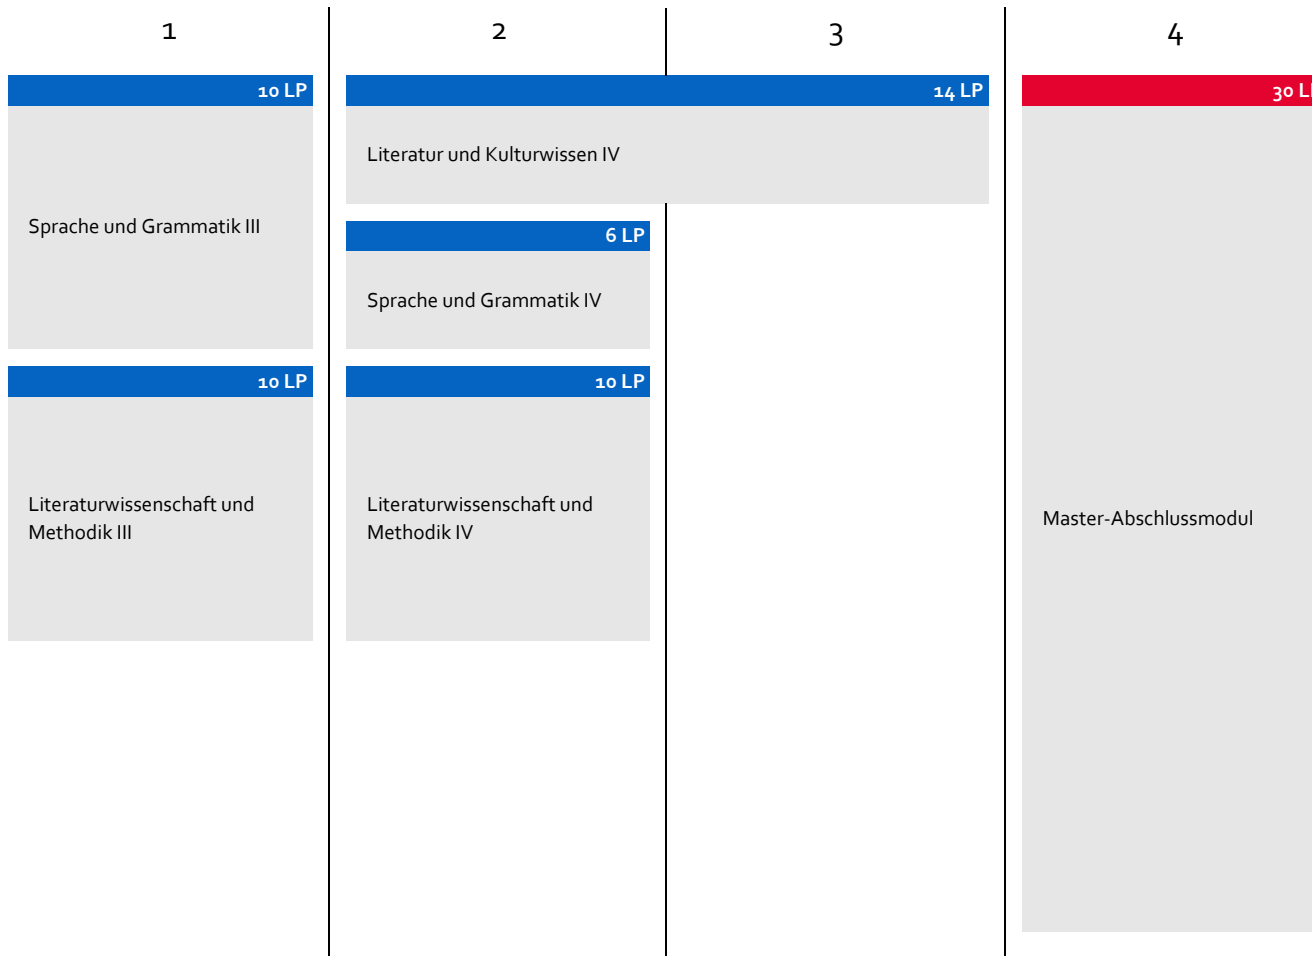 1
2
3
4
10 LP
14 LP
30 L
Literatur und Kulturwissen IV
Sprache und Grammatik III
6 LP
Sprache und Grammatik IV
10 LP
10 LP
Literaturwissenschaft und
Methodik III
Literaturwissenschaft und
Methodik IV
Master-Abschlussmodul